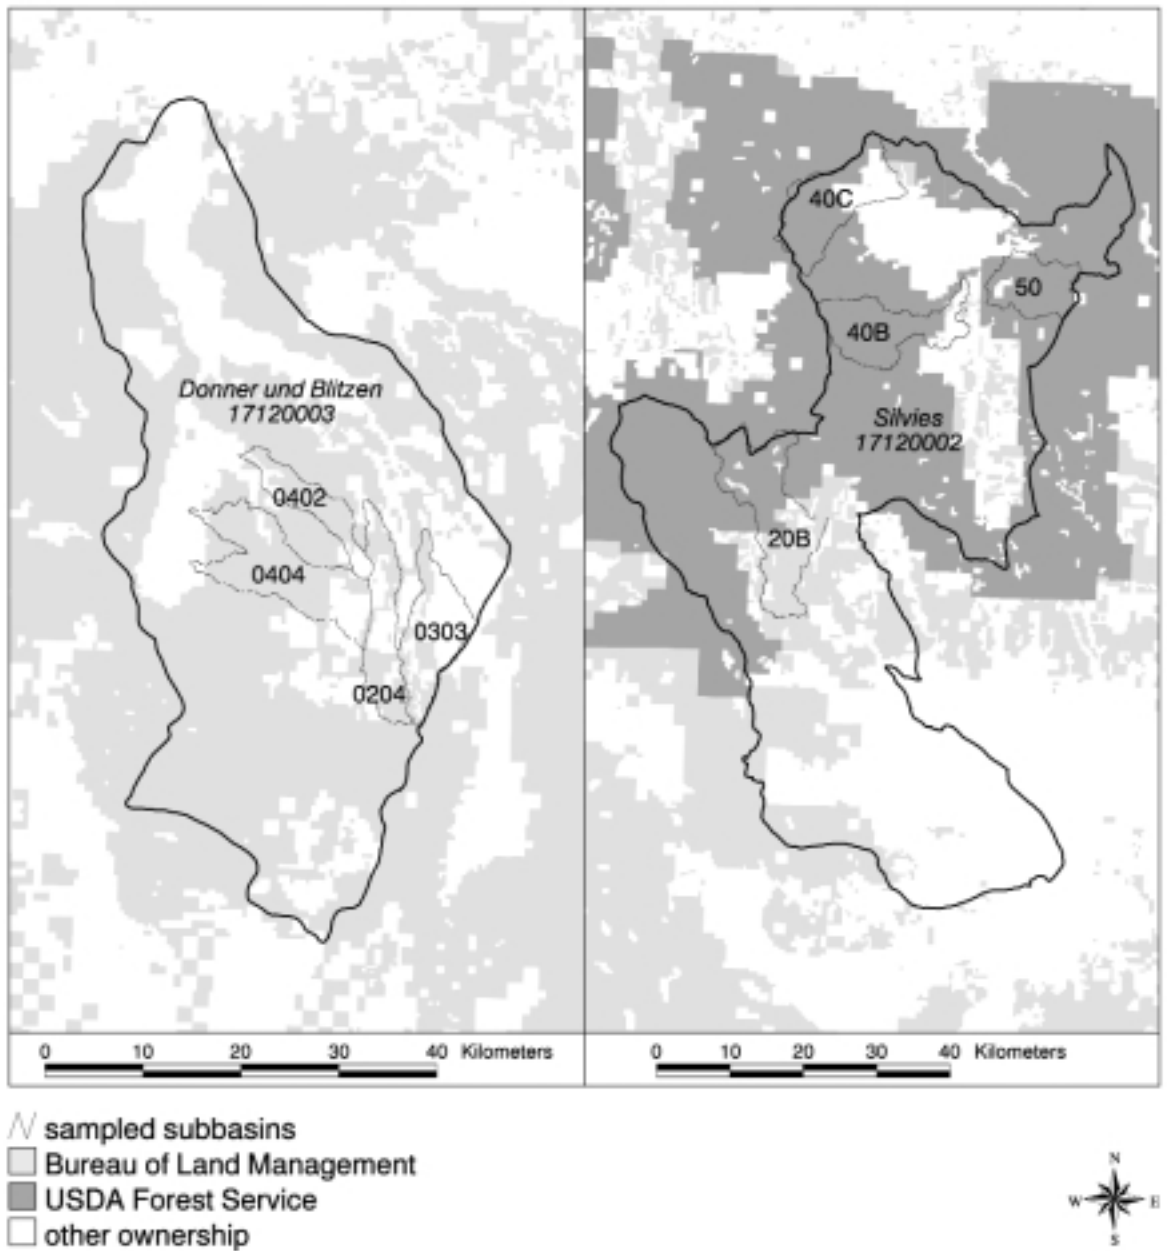 Donner und Blitzen
17120003
0402
0404
0303
0204
0 10 20 30 40 Kilometers
40C
50
40B
Silvies
17120002
20B
0 10 20 30 40 Kilometers
sampled subbasins
Bureau of Land Management
USDA Forest Service
other ownership
N
W E
S